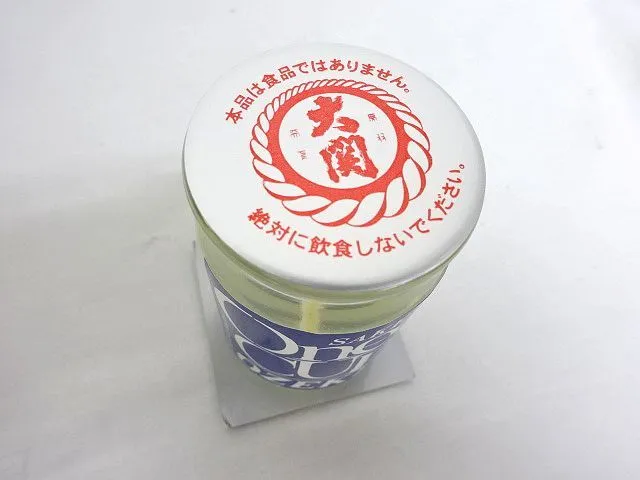 本品は食品ではありません。
大関
絶対に飲食しないでください。
SAKE
One
CUP
OZEKI